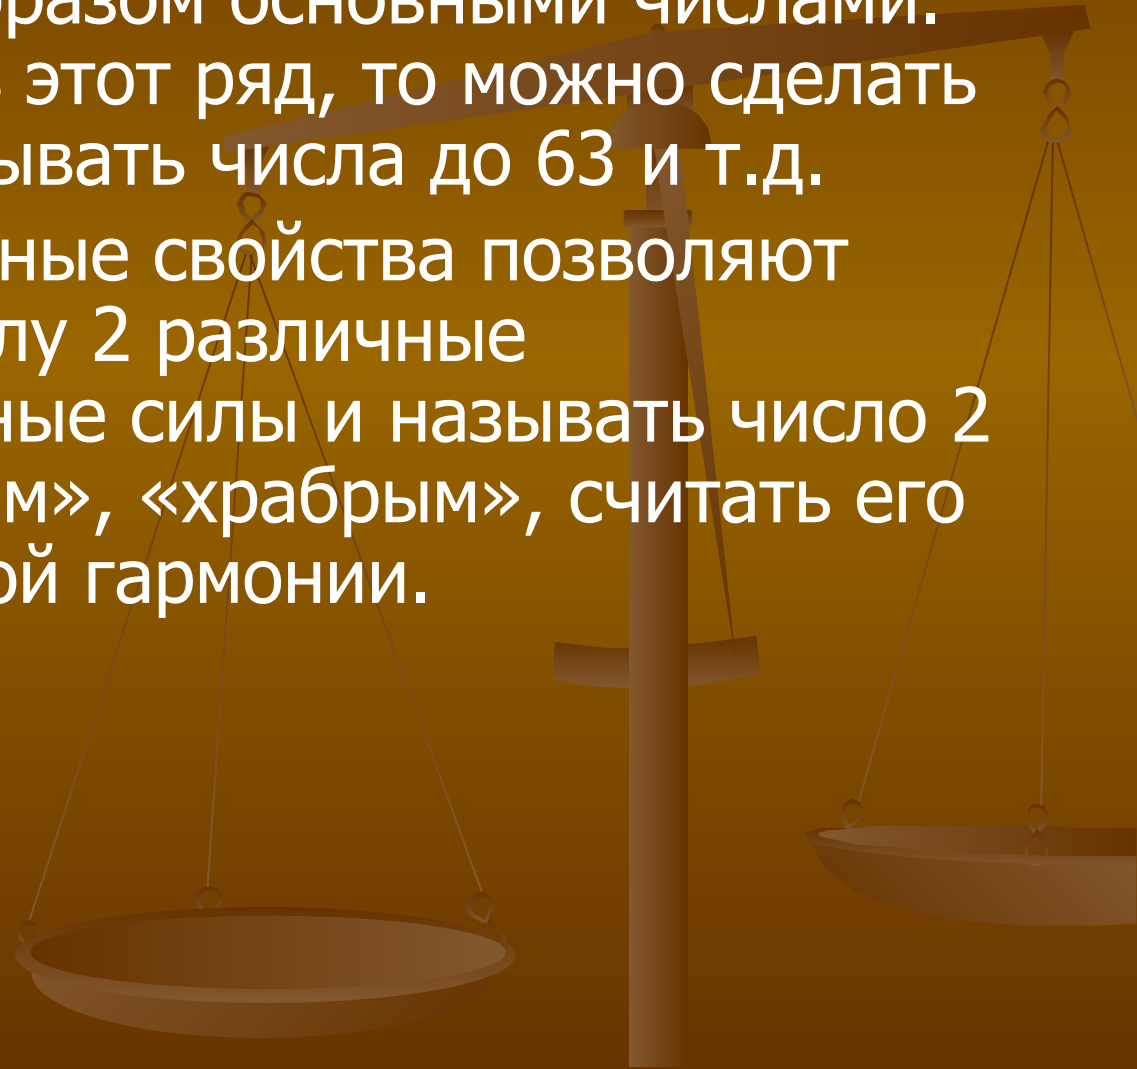 бразом основными числами.
этот ряд, то можно сделать
ывать числа до 63 и т.д.
ные свойства позволяют
лу 2 различные
ные силы и называть число 2
м», «храбрым», считать его
ой гармонии.